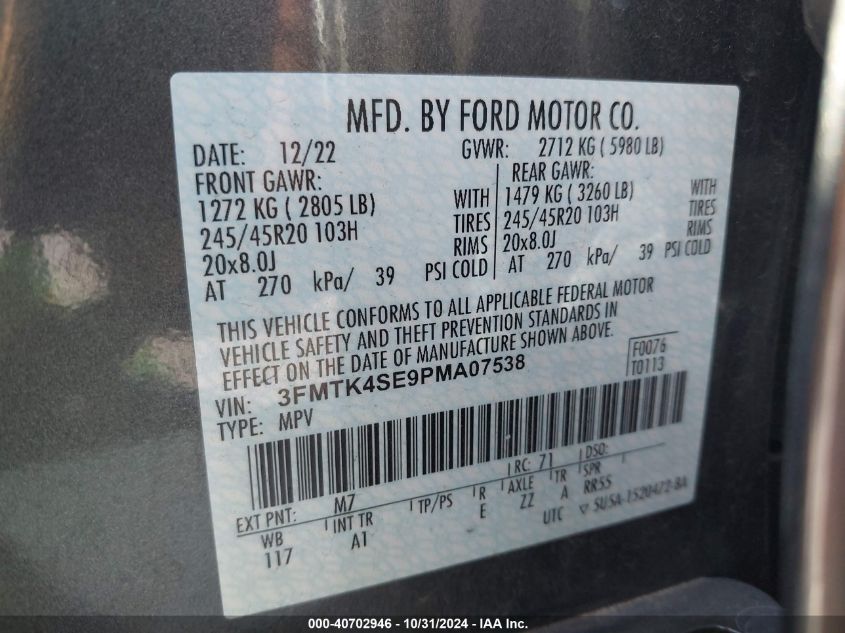 MFD. BY FORD MOTOR CO.
DATE: 12/22 GVWR: 2712 KG ( 5980 LB)
FRONT GAWR: REAR GAWR:
1272 KG ( 2805 LB) WITH 1479 KG ( 3260 LB) WITH
245/45R20 103H TIRES 245/45R20 103H TIRES
20x8.0J RIMS 20x8.0J RIMS
AT 270 kPa/ 39 PSI COLD AT 270 kPa/ 39 PSI COLD
THIS VEHICLE CONFORMS TO ALL APPLICABLE FEDERAL MOTOR
VEHICLE SAFETY AND THEFT PREVENTION STANDARDS IN
EFFECT ON THE DATE OF MANUFACTURE SHOWN ABOVE.
VIN: 3FMTK4SE9PMA07538 F0076
TYPE: MPV T0113
EXT PNT: M7 RC: 71 DSO:
WB INT TR TP/PS R AXLE TR SPR
117 A1 E ZZ A RR55
UTC ▽ SU5A-1520472-BA
000-40702946 - 10/31/2024 - IAA Inc.